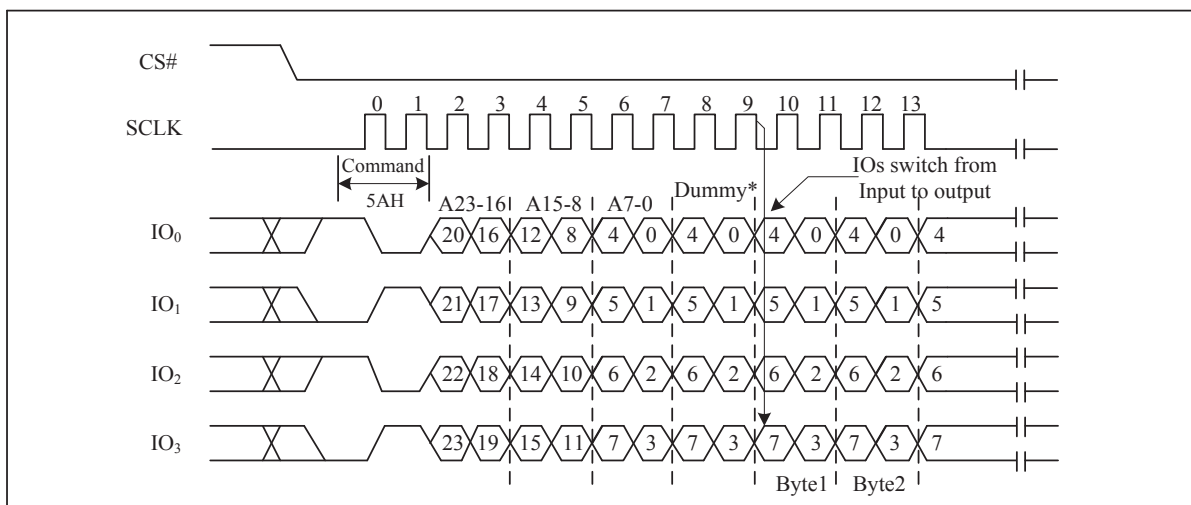 CS#
0 1 2 3 4 5 6 7 8 9 10 11 12 13
SCLK
Command
IOs switch from
Input to output
5AH
A23-16 A15-8 A7-0 Dummy*
IO0 20 16 12 8 4 0 4 0 4 0 4 0 4
IO1 21 17 13 9 5 1 5 1 5 1 5 1 5
IO2 22 18 14 10 6 2 6 2 6 2 6 2 6
IO3 23 19 15 11 7 3 7 3 7 3 7 3 7
Byte1 Byte2